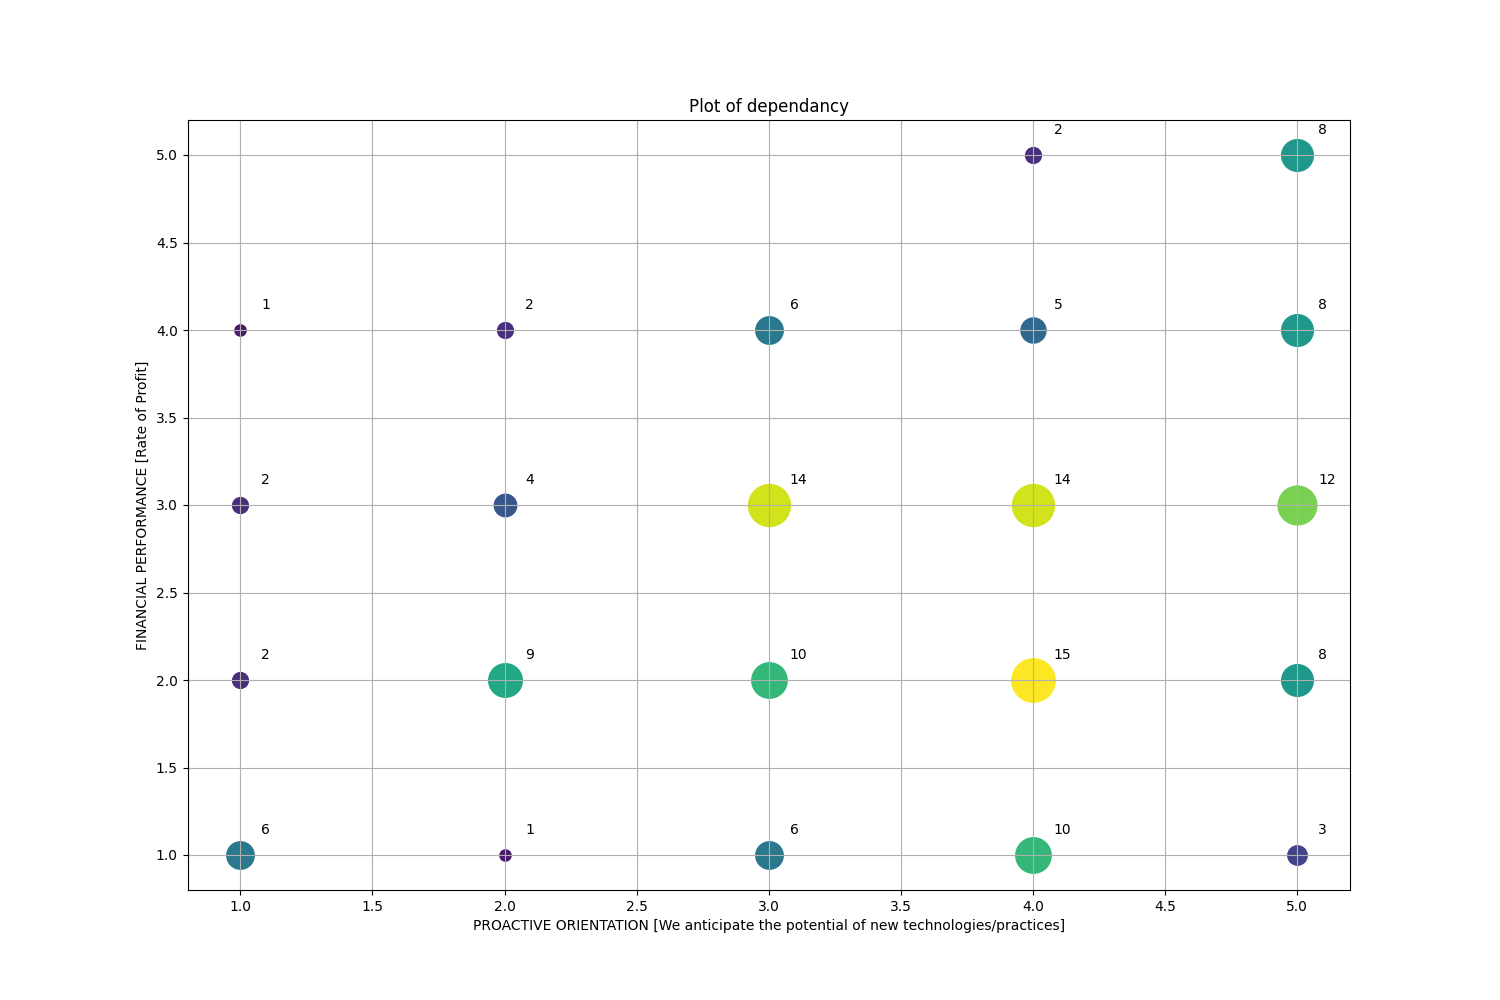 Plot of dependancy
2 8
5.0
4.5
1 2 6 5 8
4.0
3.5
2 4 14 14 12
3.0
2.5
2 9 10 15 8
2.0
1.5
6 1 6 10 3
1.0
FINANCIAL PERFORMANCE [Rate of Profit]
1.0 1.5 2.0 2.5 3.0 3.5 4.0 4.5 5.0
PROACTIVE ORIENTATION [We anticipate the potential of new technologies/practices]